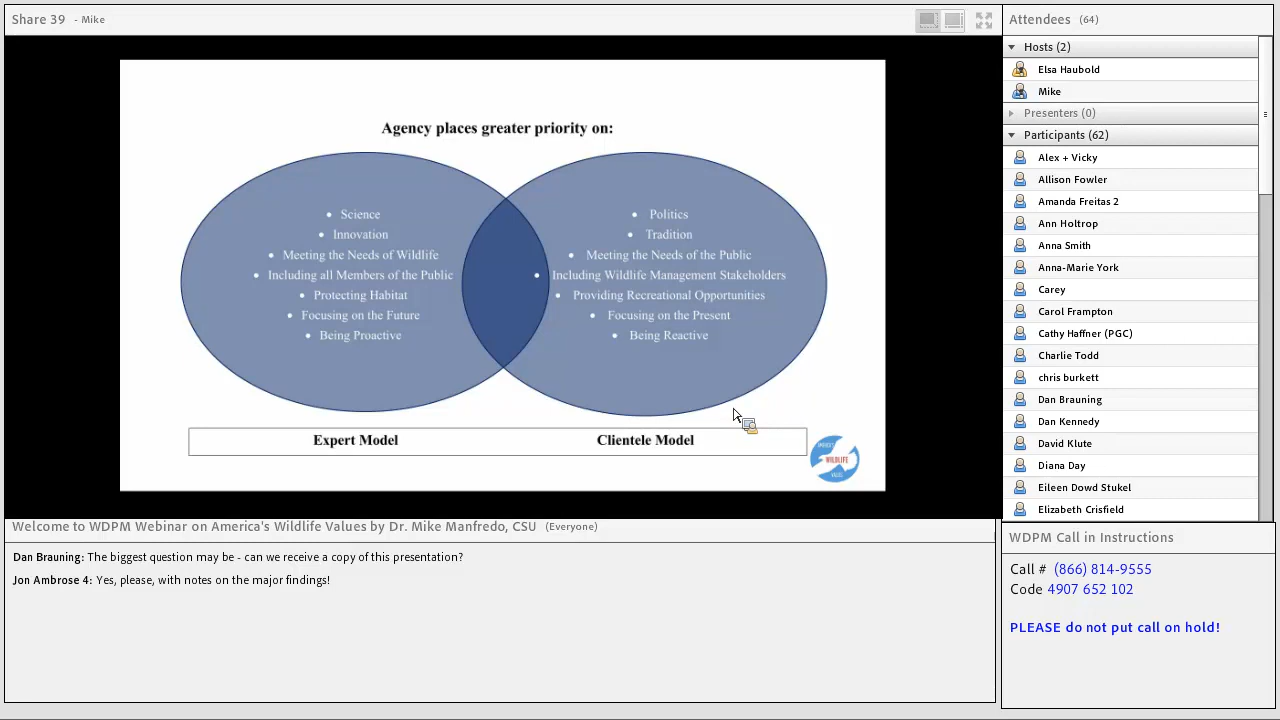 Share 39 - Mike
Agency places greater priority on:
• Science
• Innovation
• Meeting the Needs of Wildlife
• Including all Members of the Public
• Protecting Habitat
• Focusing on the Future
• Being Proactive
• Politics
• Tradition
• Meeting the Needs of the Public
• Including Wildlife Management Stakeholders
• Providing Recreational Opportunities
• Focusing on the Present
• Being Reactive
Expert Model
Clientele Model
WILDLIFE
Welcome to WDPM Webinar on America's Wildlife Values by Dr. Mike Manfredo, CSU (Everyone)
Dan Brauning: The biggest question may be - can we receive a copy of this presentation?
Jon Ambrose 4: Yes, please, with notes on the major findings!
Attendees (64)
Hosts (2)
Elsa Haubold
Mike
Presenters (0)
Participants (62)
Alex + Vicky
Allison Fowler
Amanda Freitas 2
Ann Holtrop
Anna Smith
Anna-Marie York
Carey
Carol Frampton
Cathy Haffner (PGC)
Charlie Todd
chris burkett
Dan Brauning
Dan Kennedy
David Klute
Diana Day
Eileen Dowd Stukel
Elizabeth Crisfield
WDPM Call in Instructions
Call # (866) 814-9555
Code 4907 652 102
PLEASE do not put call on hold!